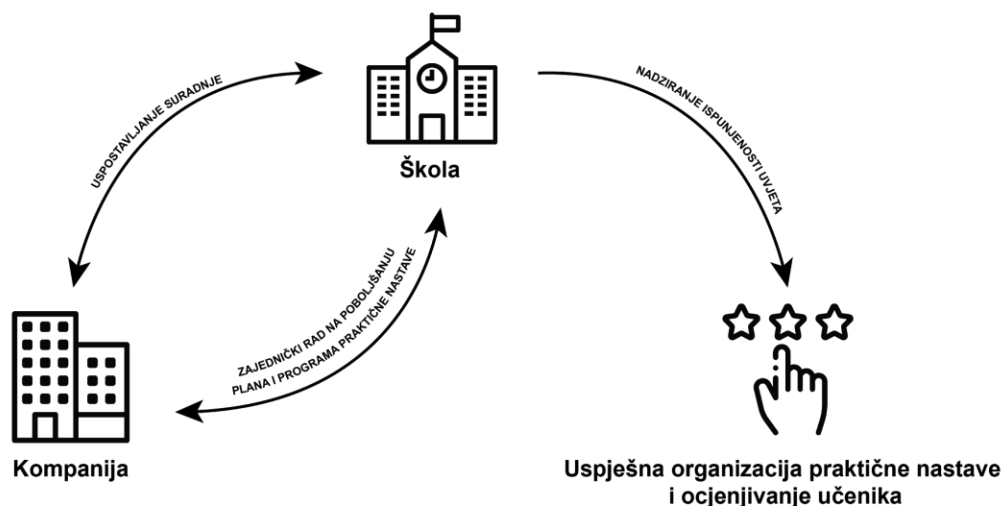 USPOSTAVLJANJE SURADNJE
NADZIRANJE ISPUNJENOSTI UVJETA
Škola
ZAJEDNIČKI RAD NA POBOLJŠANJU
PLANA I PROGRAMA PRAKTIČNE NASTAVE
Kompanija
Uspješna organizacija praktične nastave
i ocjenjivanje učenika